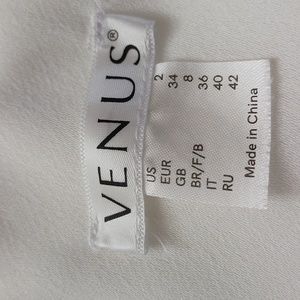 VENUS®
US 2
EUR 34
GB 8
BR/F/B 36
IT 40
RU 42
Made in China